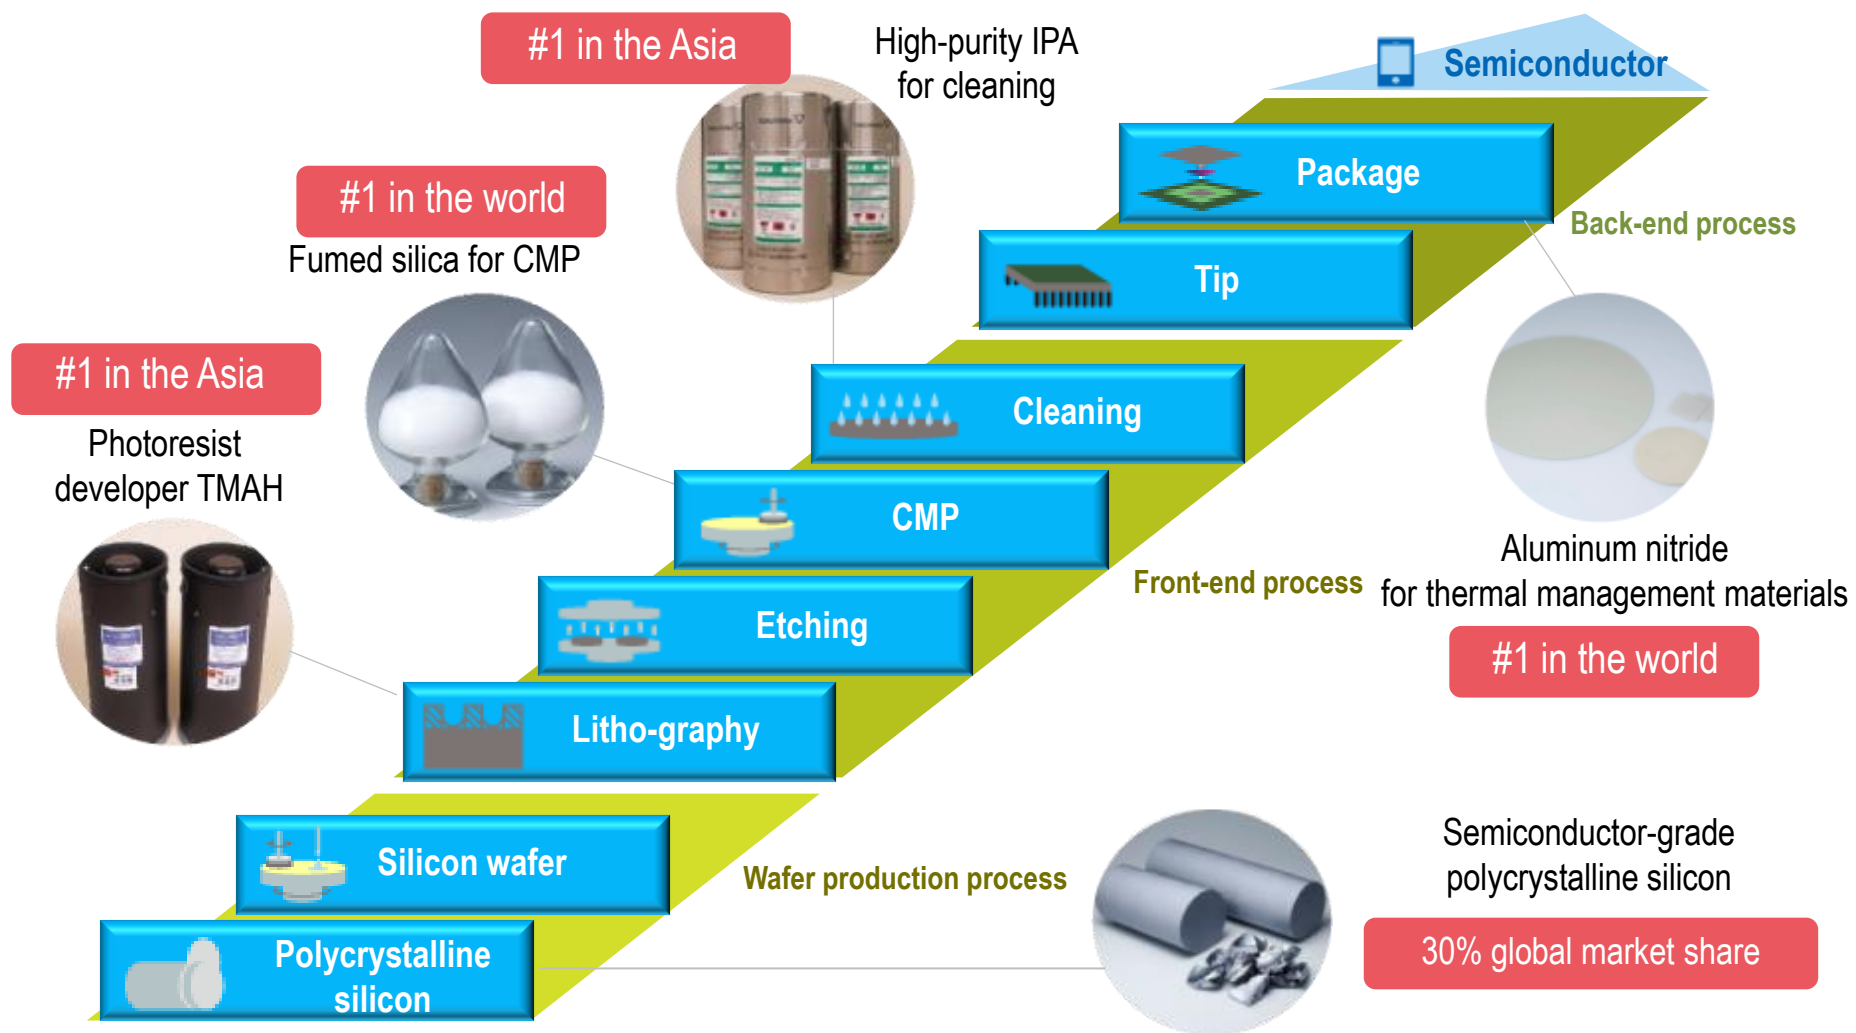 #1 in the Asia
High-purity IPA
for cleaning
Semiconductor
Package
Back-end process
#1 in the world
Fumed silica for CMP
Tip
#1 in the Asia
Photoresist
developer TMAH
Cleaning
CMP
Front-end process
Aluminum nitride
for thermal management materials
#1 in the world
Etching
Litho-graphy
Silicon wafer
Wafer production process
Semiconductor-grade
polycrystalline silicon
30% global market share
Polycrystalline
silicon